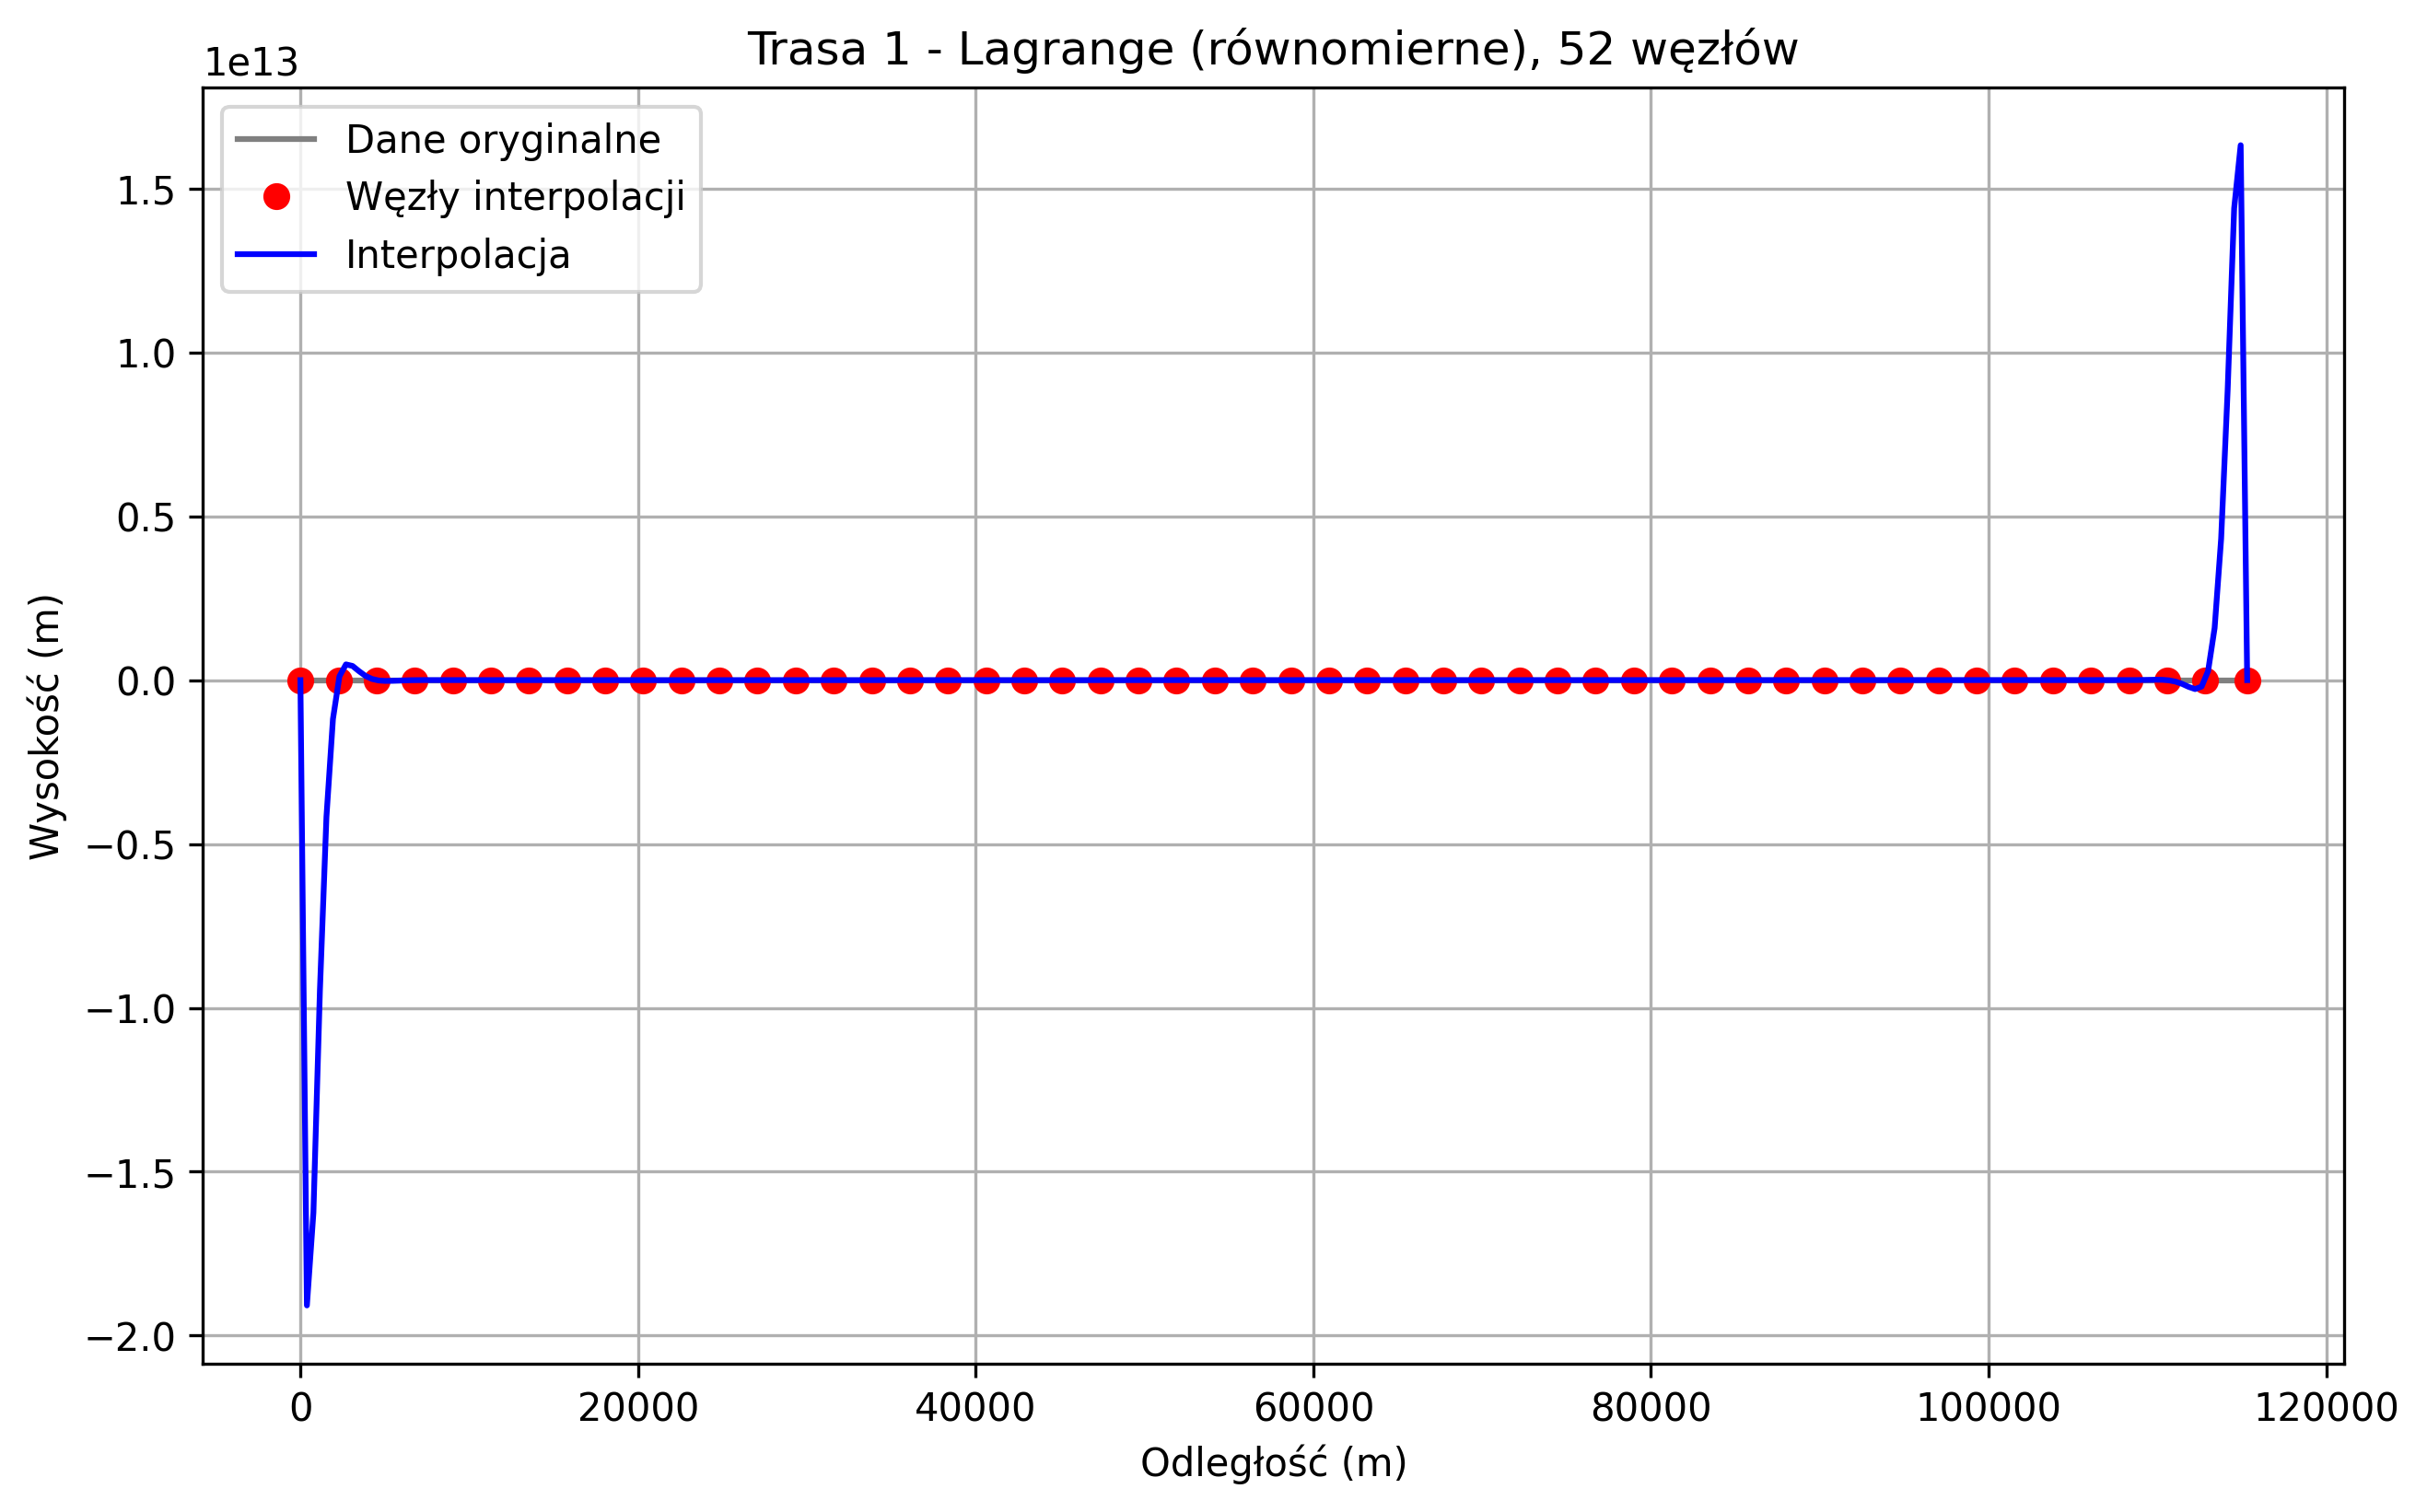 Trasa 1 - Lagrange (równomierne), 52 węzłów
1e13
Dane oryginalne
Węzły interpolacji
Interpolacja
1.5
1.0
0.5
0.0
−0.5
−1.0
−1.5
−2.0
Wysokość (m)
0 20000 40000 60000 80000 100000 120000
Odległość (m)